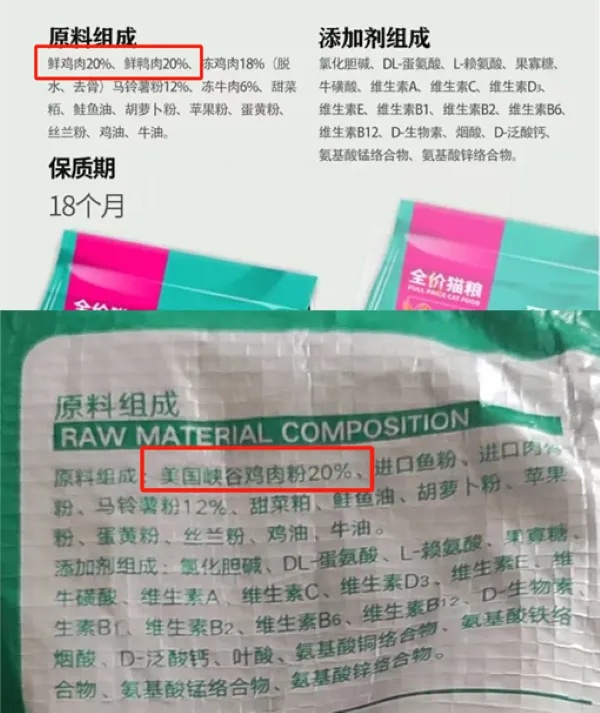 原料组成
鲜鸡肉20%、鲜鸭肉20%、冻鸡肉18%（脱
水、去骨）马铃薯粉12%、冻牛肉6%、甜菜
粕、鲑鱼油、胡萝卜粉、苹果粉、蛋黄粉、
丝兰粉、鸡油、牛油。
保质期
18个月
添加剂组成
氯化胆碱、DL-蛋氨酸、L-赖氨酸、果寡糖、
牛磺酸、维生素A、维生素C、维生素D₃、
维生素E、维生素B1、维生素B2、维生素B6、
维生素B12、D-生物素、烟酸、D-泛酸钙、
氨基酸锰络合物、氨基酸锌络合物。
全价猫粮
FULL PRICE CAT FOOD
原料组成
RAW MATERIAL COMPOSITION
原料组成：美国峡谷鸡肉粉20%、进口鱼粉、进口肉骨
粉、马铃薯粉12%、甜菜粕、鲑鱼油、胡萝卜粉、苹果
粉、蛋黄粉、丝兰粉、鸡油、牛油。
添加剂组成：氯化胆碱、DL-蛋氨酸、L-赖氨酸、果寡糖、
牛磺酸、维生素A、维生素C、维生素D₃、维生素E、维
生素B₁、维生素B₂、维生素B₆、维生素B₁₂、D-生物素、
烟酸、D-泛酸钙、叶酸、氨基酸铜络合物、氨基酸铁络
合物、氨基酸锰络合物、氨基酸锌络合物。